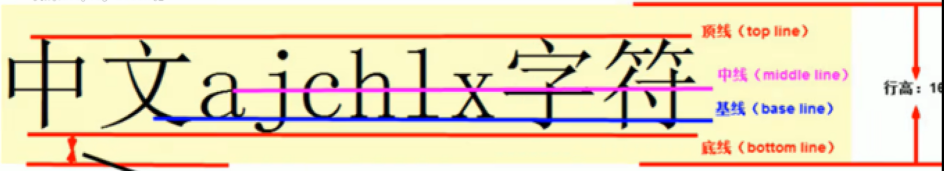 顶线（top line）
中文ajchlx字符
中线（middle line）
行高：16
基线（base line）
底线（bottom line）